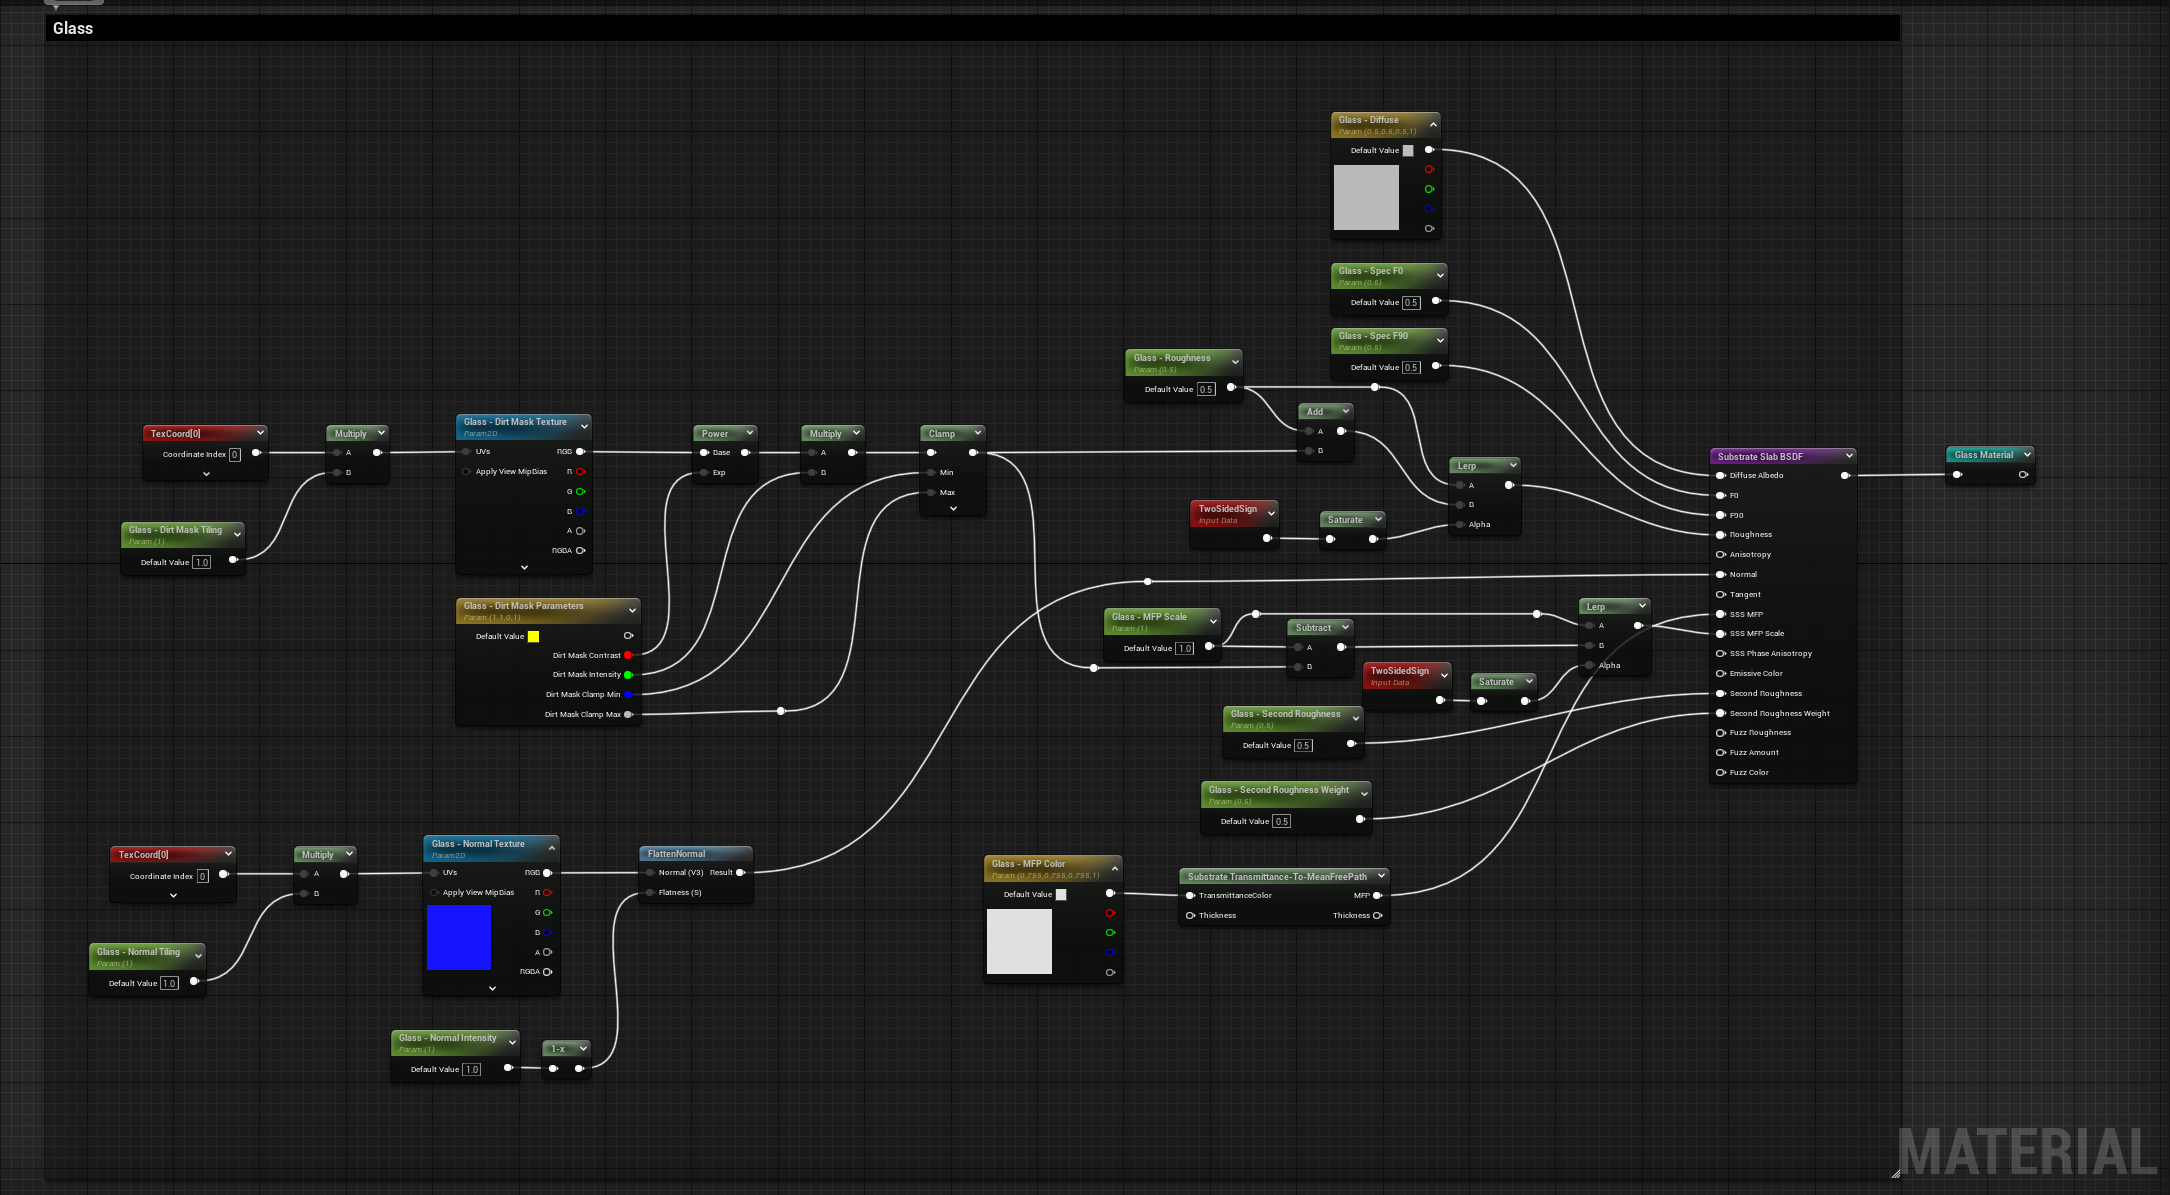 Glass
Glass - Diffuse
Param (0.5,0.5,0.5,1)
Default Value
Glass - Spec F0
Param (0.5)
Default Value 0.5
Glass - Spec F90
Param (0.5)
Default Value 0.5
Glass - Roughness
Param (0.5)
Default Value 0.5
Add
A
B
TexCoord[0]
Coordinate Index 0
Multiply
A
B
Glass - Dirt Mask Tiling
Param (1)
Default Value 1.0
Glass - Dirt Mask Texture
Param2D
UVs RGB
Apply View MipBias R
G
B
A
RGBA
Power
Base
Exp
Multiply
A
B
Clamp
Min
Max
Glass - Dirt Mask Parameters
Param (1,1,0,1)
Default Value
Dirt Mask Contrast
Dirt Mask Intensity
Dirt Mask Clamp Min
Dirt Mask Clamp Max
Lerp
A
B
Alpha
TwoSidedSign
Input Data
Saturate
Substrate Slab BSDF
Diffuse Albedo
F0
F90
Roughness
Anisotropy
Normal
Tangent
SSS MFP
SSS MFP Scale
SSS Phase Anisotropy
Emissive Color
Second Roughness
Second Roughness Weight
Fuzz Roughness
Fuzz Amount
Fuzz Color
Glass Material
Glass - MFP Scale
Param (1)
Default Value 1.0
Subtract
A
B
Lerp
A
B
Alpha
TwoSidedSign
Input Data
Saturate
Glass - Second Roughness
Param (0.5)
Default Value 0.5
Glass - Second Roughness Weight
Param (0.5)
Default Value 0.5
TexCoord[0]
Coordinate Index 0
Multiply
A
B
Glass - Normal Tiling
Param (1)
Default Value 1.0
Glass - Normal Texture
Param2D
UVs RGB
Apply View MipBias R
G
B
A
RGBA
FlattenNormal
Normal (V3) Result
Flatness (S)
Glass - Normal Intensity
Param (1)
Default Value 1.0
1-x
Glass - MFP Color
Param (0.755,0.755,0.755,1)
Default Value
Substrate Transmittance-To-MeanFreePath
TransmittanceColor MFP
Thickness Thickness
MATERIAL